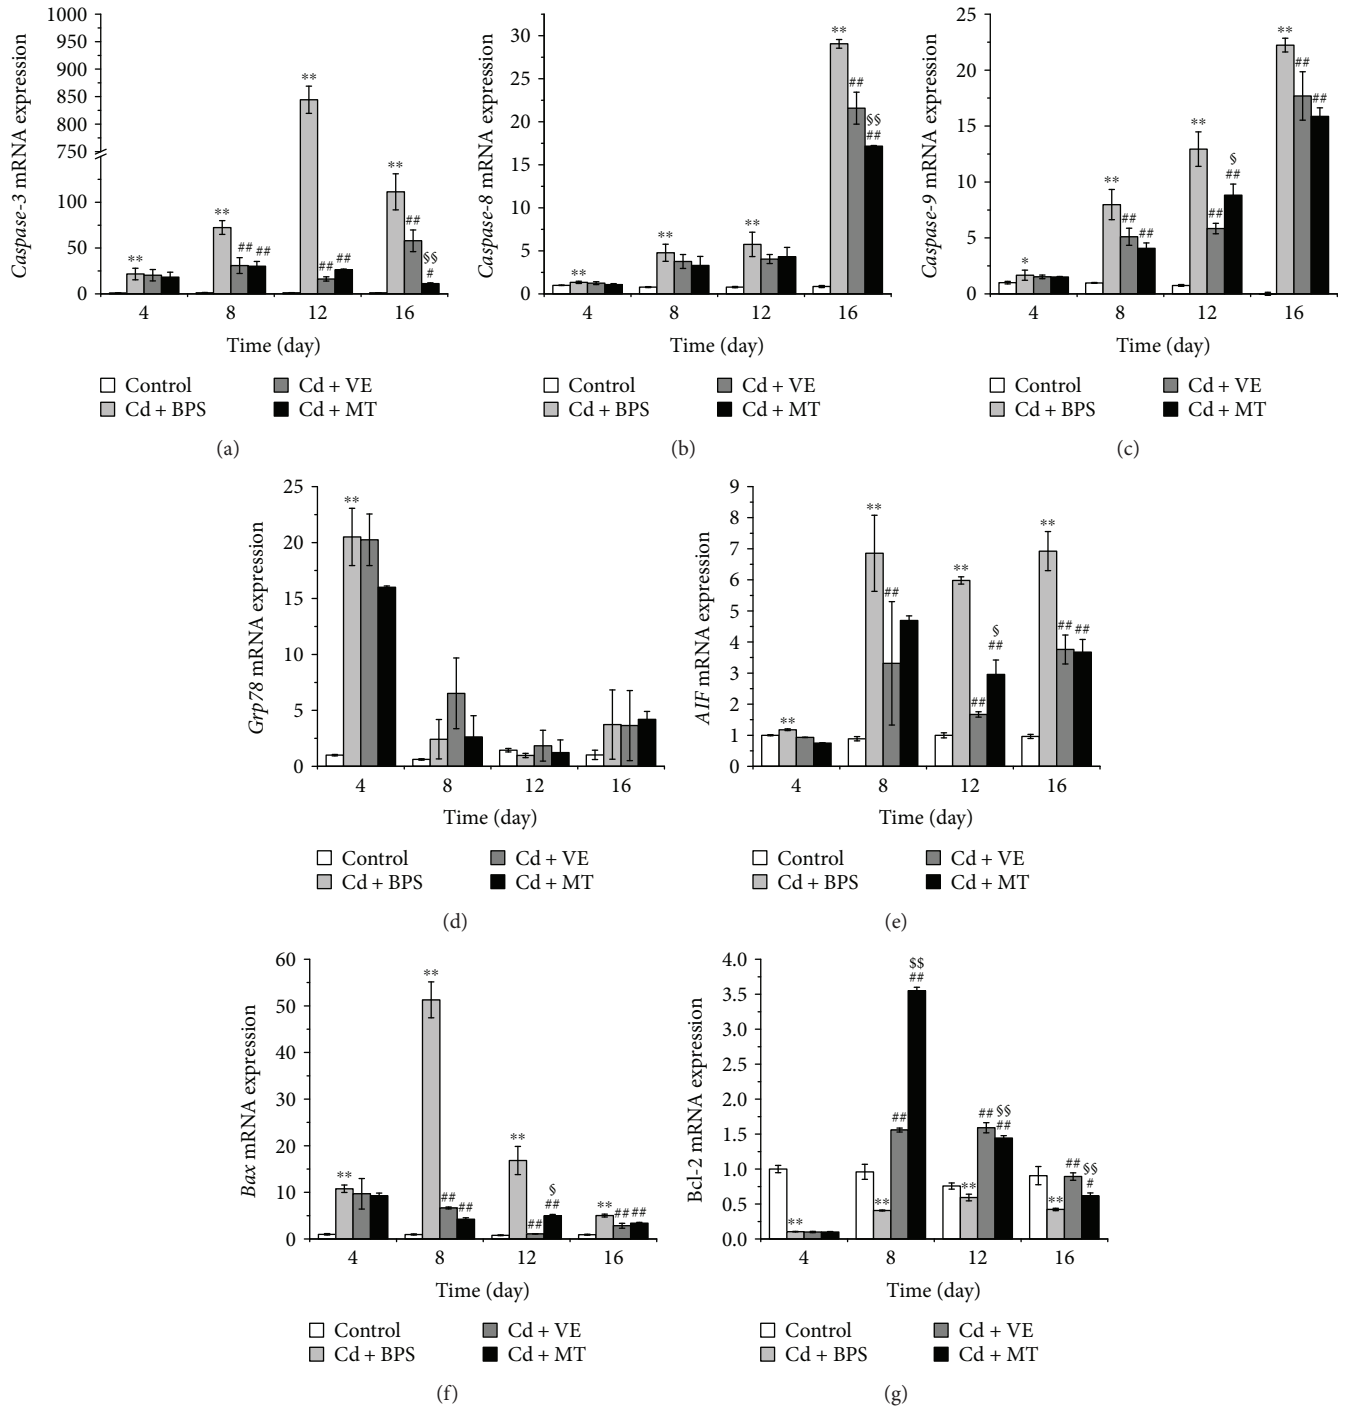 Caspase-3 mRNA expression
1000
950
900
850
800
750
100
50
0
**
**
##
##
**
##
##
**
##
§§
#
4 8 12 16
Time (day)
Control
Cd + VE
Cd + BPS
Cd + MT
(a)
Caspase-8 mRNA expression
30
25
20
15
10
5
0
**
**
**
**
##
§§
##
4 8 12 16
Time (day)
Control
Cd + VE
Cd + BPS
Cd + MT
(b)
Caspase-9 mRNA expression
25
20
15
10
5
0
*
**
##
##
**
##
§
##
**
##
##
4 8 12 16
Time (day)
Control
Cd + VE
Cd + BPS
Cd + MT
(c)
Grp78 mRNA expression
25
20
15
10
5
0
**
4 8 12 16
Time (day)
Control
Cd + VE
Cd + BPS
Cd + MT
(d)
AIF mRNA expression
9
8
7
6
5
4
3
2
1
0
**
**
##
**
##
§
##
**
##
##
4 8 12 16
Time (day)
Control
Cd + VE
Cd + BPS
Cd + MT
(e)
Bax mRNA expression
60
50
40
30
20
10
0
**
**
##
##
**
##
§
##
**
##
##
4 8 12 16
Time (day)
Control
Cd + VE
Cd + BPS
Cd + MT
(f)
Bcl-2 mRNA expression
4.0
3.5
3.0
2.5
2.0
1.5
1.0
0.5
0.0
**
**
##
$$
##
**
##
§§
##
**
##
§§
#
4 8 12 16
Time (day)
Control
Cd + VE
Cd + BPS
Cd + MT
(g)